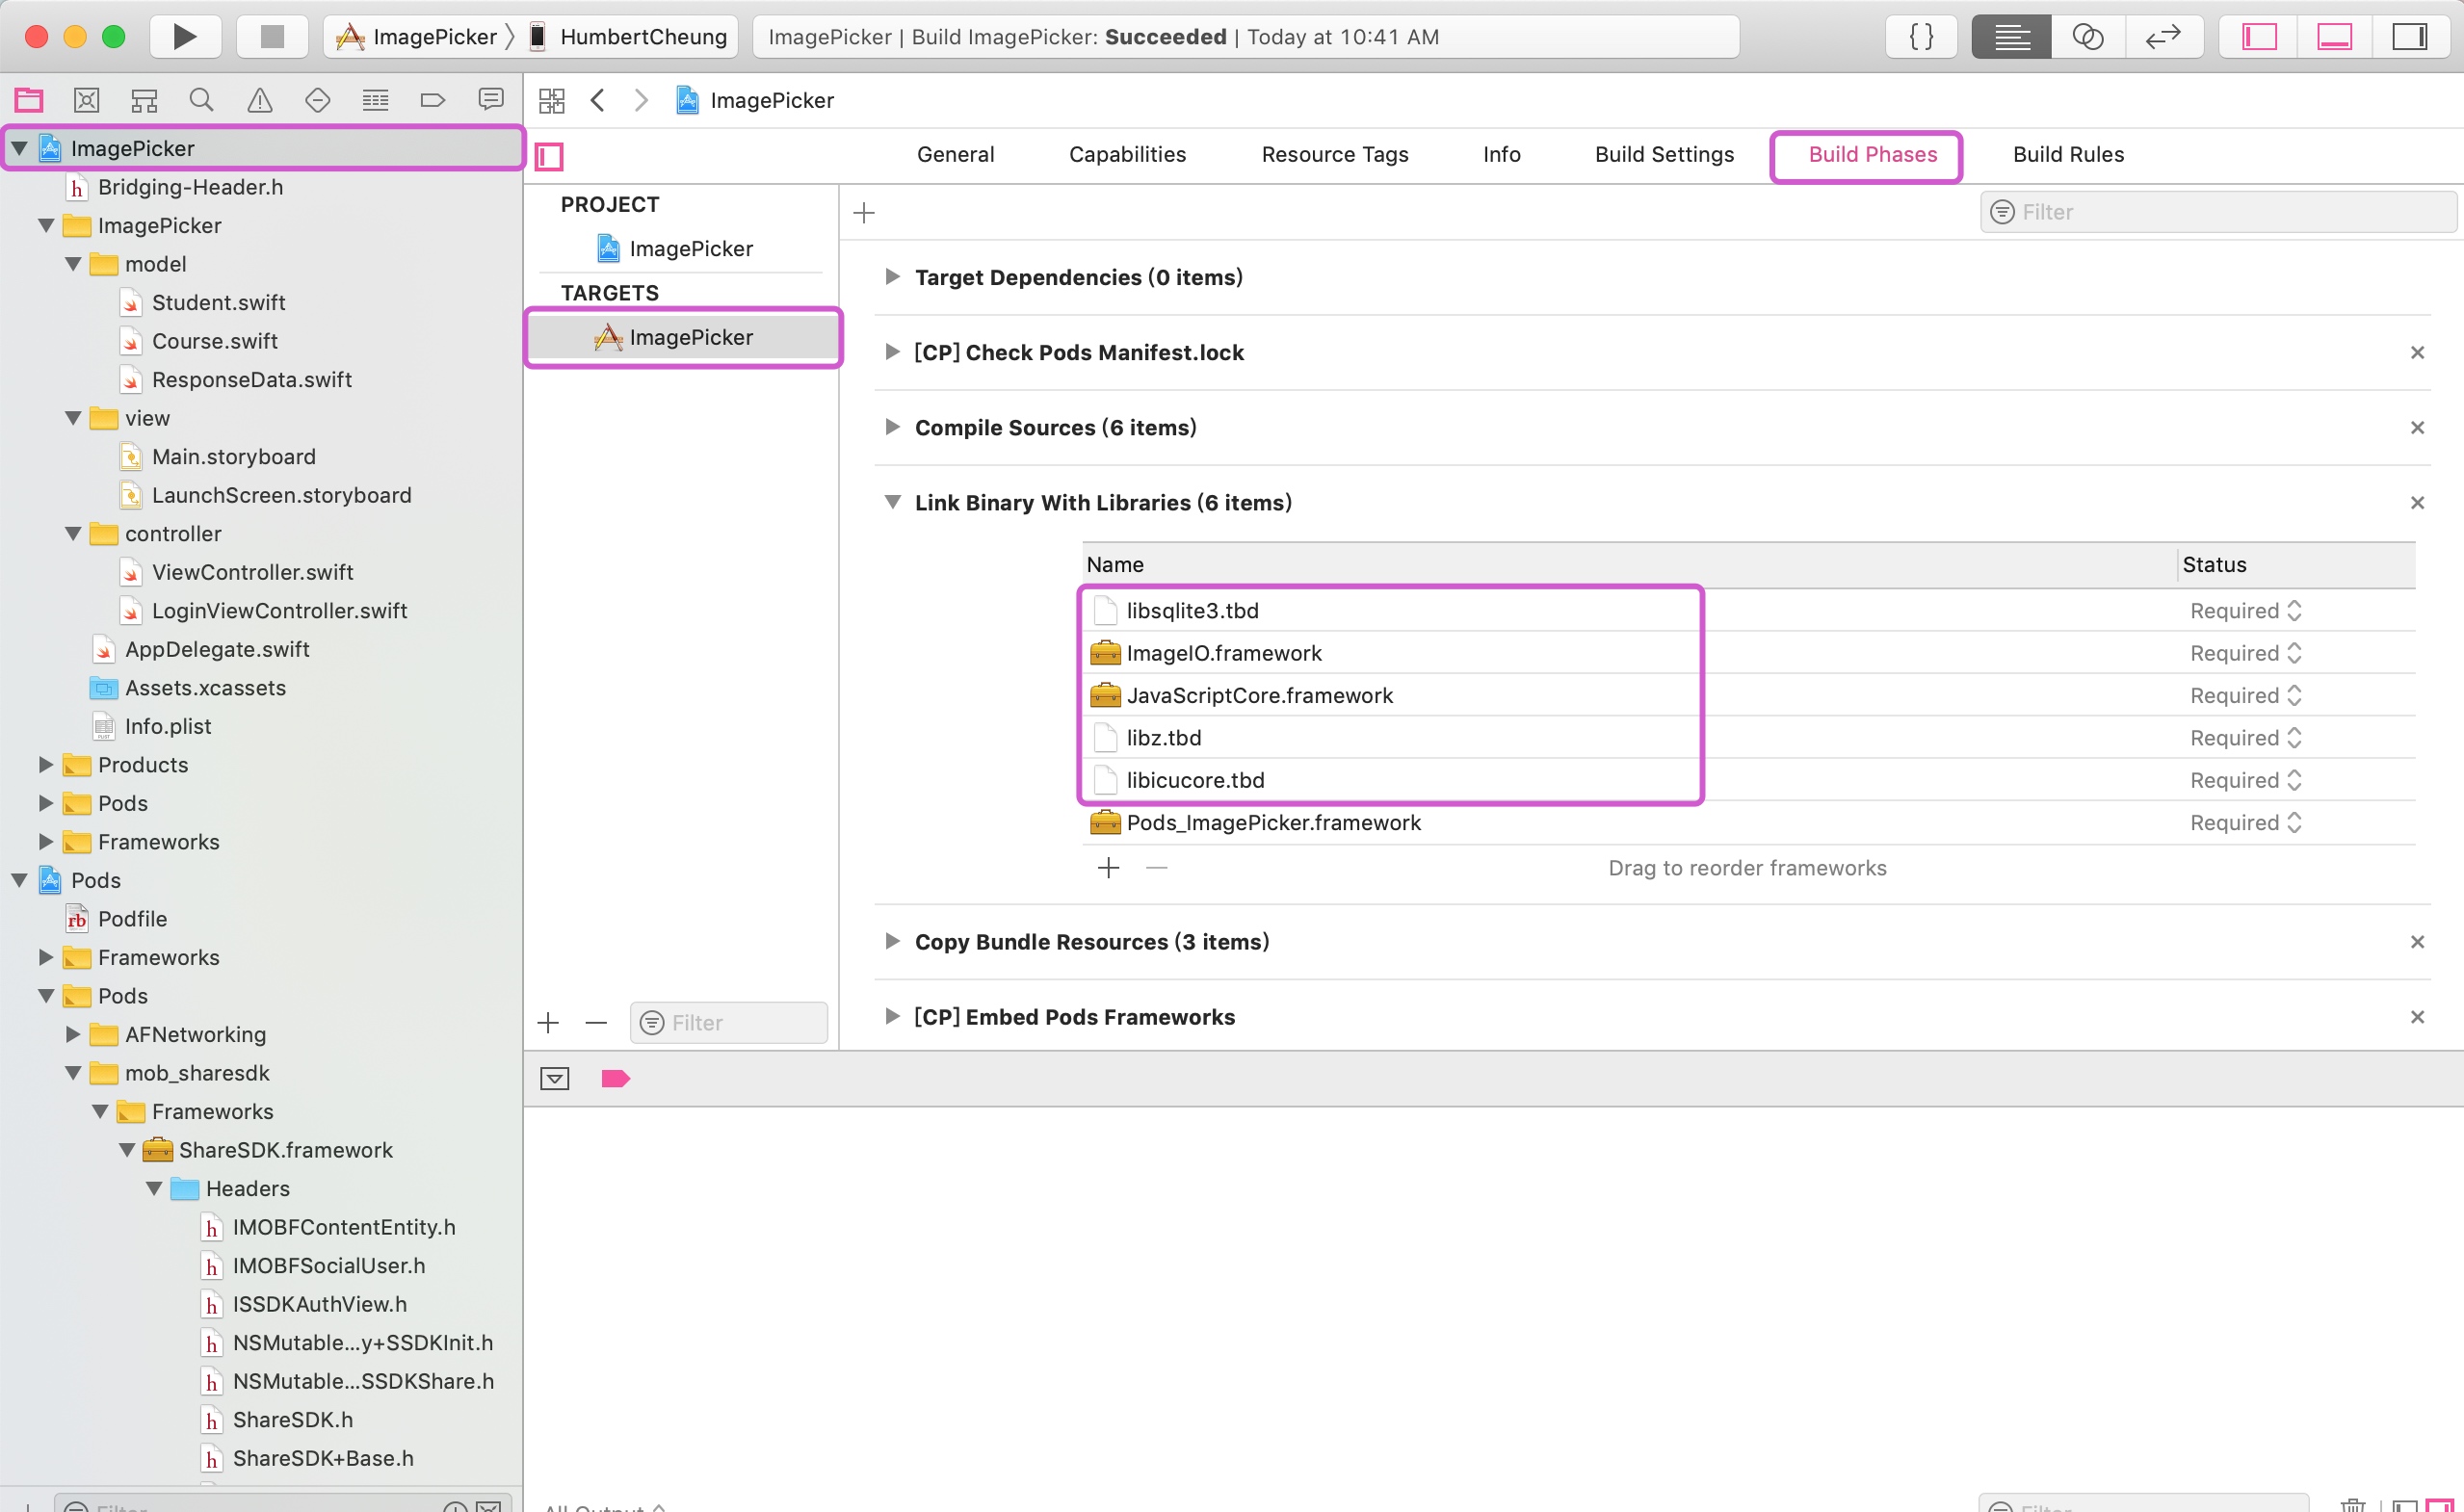 ImagePicker HumbertCheung
ImagePicker | Build ImagePicker: Succeeded | Today at 10:41 AM
{}
ImagePicker
Bridging-Header.h
ImagePicker
model
Student.swift
Course.swift
ResponseData.swift
view
Main.storyboard
LaunchScreen.storyboard
controller
ViewController.swift
LoginViewController.swift
AppDelegate.swift
Assets.xcassets
Info.plist
Products
Pods
Frameworks
Pods
Podfile
Frameworks
Pods
AFNetworking
mob_sharesdk
Frameworks
ShareSDK.framework
Headers
IMOBFContentEntity.h
IMOBFSocialUser.h
ISSDKAuthView.h
NSMutable...y+SSDKInit.h
NSMutable...SSDKShare.h
ShareSDK.h
ShareSDK+Base.h
Filter
ImagePicker
General Capabilities Resource Tags Info Build Settings Build Phases Build Rules
PROJECT
ImagePicker
TARGETS
ImagePicker
Filter
Filter
Target Dependencies (0 items)
[CP] Check Pods Manifest.lock
Compile Sources (6 items)
Link Binary With Libraries (6 items)
Name Status
libsqlite3.tbd Required
ImageIO.framework Required
JavaScriptCore.framework Required
libz.tbd Required
libicucore.tbd Required
Pods_ImagePicker.framework Required
Drag to reorder frameworks
Copy Bundle Resources (3 items)
[CP] Embed Pods Frameworks
All Output
Filter